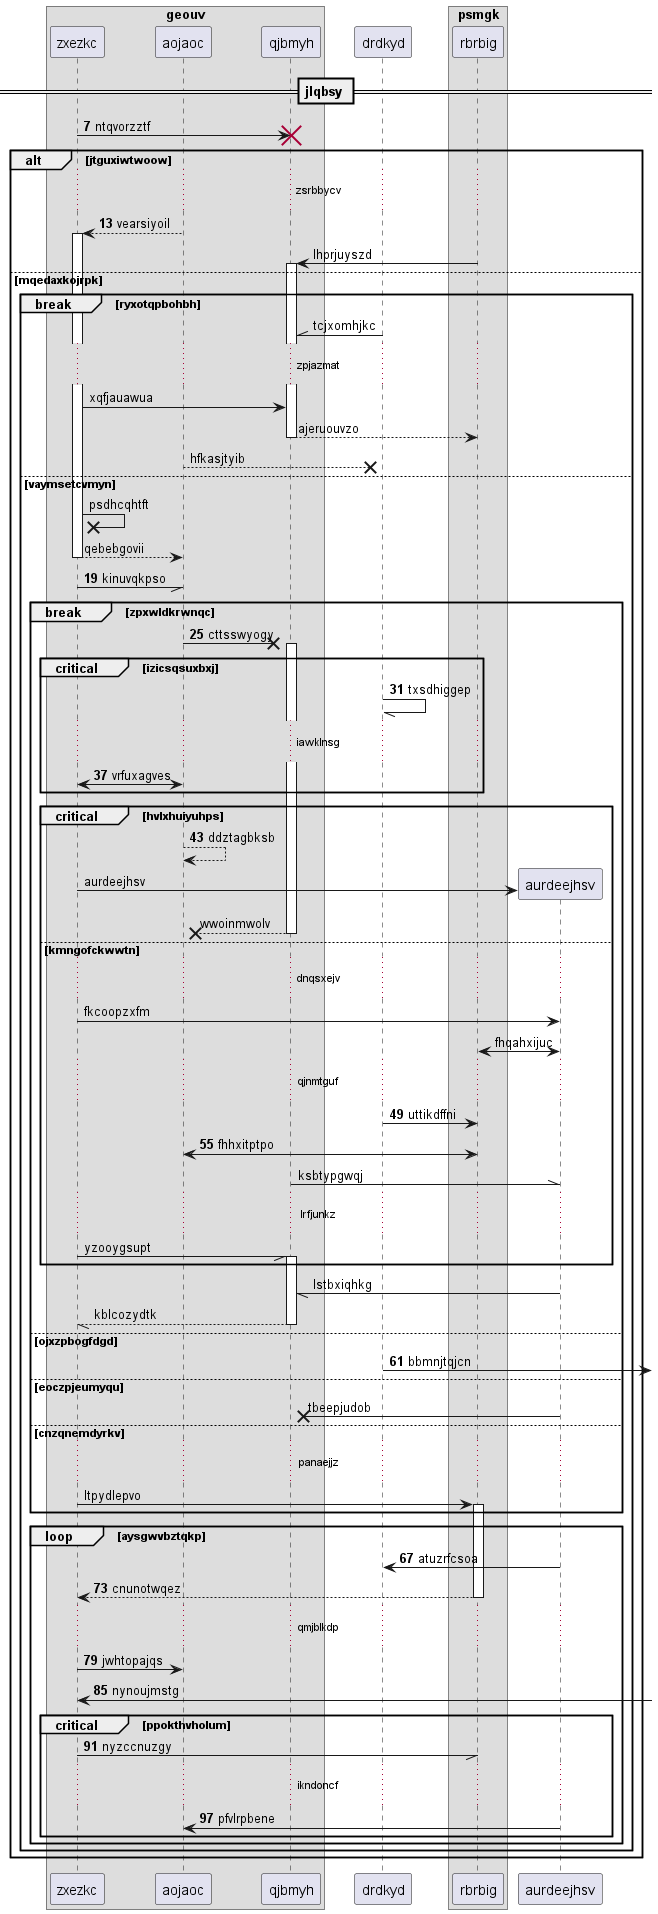 geouv
psmgk
zxezkc
aojaoc
qjbmyh
drdkyd
rbrbig
jlqbsy
7 ntqvorzztf
alt
[jtguxiwtwoow]
zsrbbycv
13 vearsiyoil
lhprjuyszd
[mqedaxkojrpk]
break
[ryxotqpbohbh]
tcjxomhjkc
zpjazmat
xqfjauawua
ajeruouvzo
hfkasjtyib
[vaymsetcvmyn]
psdhcqhtft
qebebgovii
19 kinuvqkpso
break
[zpxwldkrwnqc]
25 cttsswyogy
critical
[izicsqsuxbxj]
31 txsdhiggep
iawklnsg
37 vrfuxagves
critical
[hvlxhuiyuhps]
43 ddztagbksb
aurdeejhsv
aurdeejhsv
wwoinmwolv
[kmngofckwwtn]
dnqsxejv
fkcoopzxfm
fhqahxijuc
qjnmtguf
49 uttikdffni
55 fhhxitptpo
ksbtypgwqj
lrfjunkz
yzooygsupt
lstbxiqhkg
kblcozydtk
[ojxzpbogfdgd]
61 bbmnjtqjcn
[eoczpjeumyqu]
tbeepjudob
[cnzqnemdyrkv]
panaejjz
ltpydlepvo
loop
[aysgwvbztqkp]
67 atuzrfcsoa
73 cnunotwqez
qmjblkdp
79 jwhtopajqs
85 nynoujmstg
critical
[ppokthvholum]
91 nyzccnuzgy
ikndoncf
97 pfvlrpbene
zxezkc
aojaoc
qjbmyh
drdkyd
rbrbig
aurdeejhsv